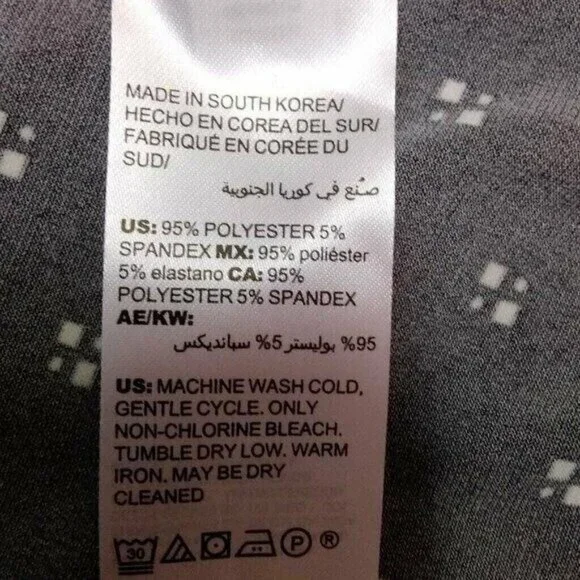 MADE IN SOUTH KOREA/
HECHO EN COREA DEL SUR/
FABRIQUÉ EN CORÉE DU
SUD/
صُنع في كوريا الجنوبية
US: 95% POLYESTER 5%
SPANDEX MX: 95% poliéster
5% elastano CA: 95%
POLYESTER 5% SPANDEX
AE/KW:
95% بوليستر 5% سباندیكس
US: MACHINE WASH COLD,
GENTLE CYCLE. ONLY
NON-CHLORINE BLEACH.
TUMBLE DRY LOW. WARM
IRON. MAY BE DRY
CLEANED
30 P ®